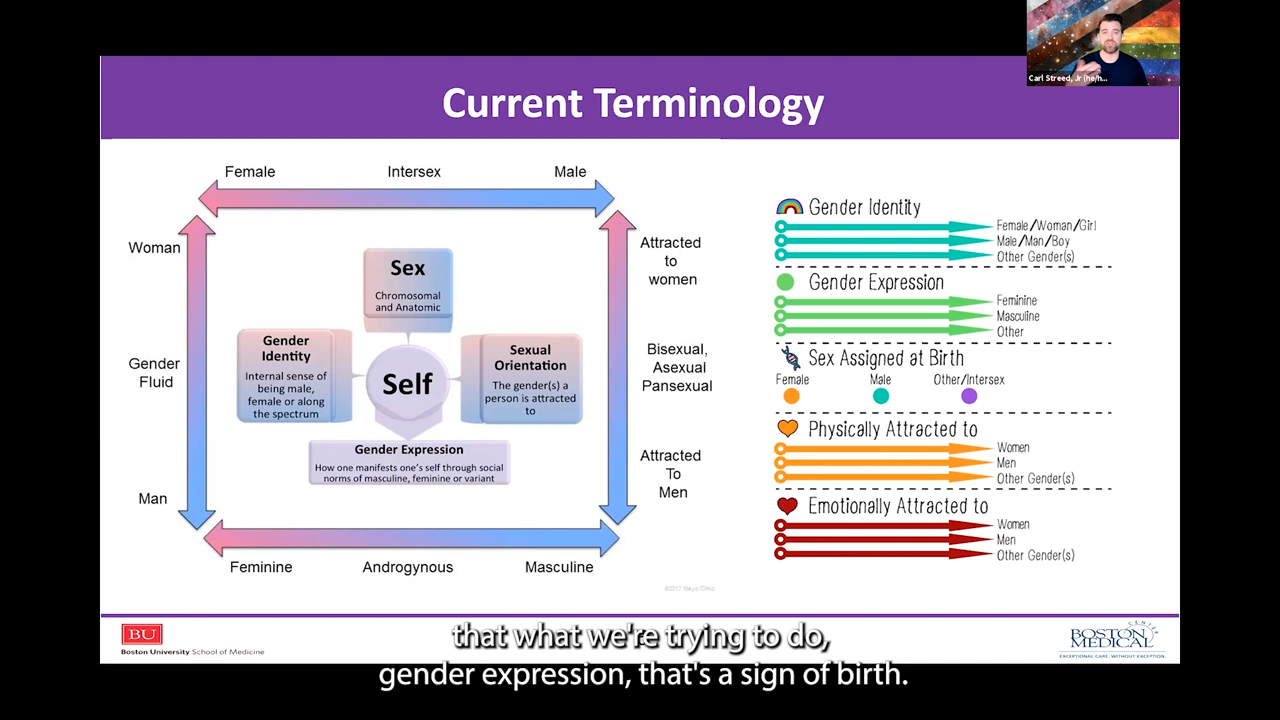 Carl Streed, Jr (he/h...
Current Terminology
Female Intersex Male
Woman
Gender
Fluid
Man
Sex
Chromosomal
and Anatomic
Gender
Identity
Internal sense of
being male,
female or along
the spectrum
Self
Sexual
Orientation
The gender(s) a
person is attracted
to
Gender Expression
How one manifests one's self through social
norms of masculine, feminine or variant
Attracted
to
women
Bisexual,
Asexual
Pansexual
Attracted
To
Men
Feminine Androgynous Masculine
©2017 Mayo Clinic
Gender Identity
Female/Woman/Girl
Male/Man/Boy
Other Gender(s)
Gender Expression
Feminine
Masculine
Other
Sex Assigned at Birth
Female Male Other/Intersex
Physically Attracted to
Women
Men
Other Gender(s)
Emotionally Attracted to
Women
Men
Other Gender(s)
BU
Boston University School of Medicine
BOSTON
MEDICAL
CENTER
EXCEPTIONAL CARE. WITHOUT EXCEPTION.
that what we're trying to do,
gender expression, that's a sign of birth.